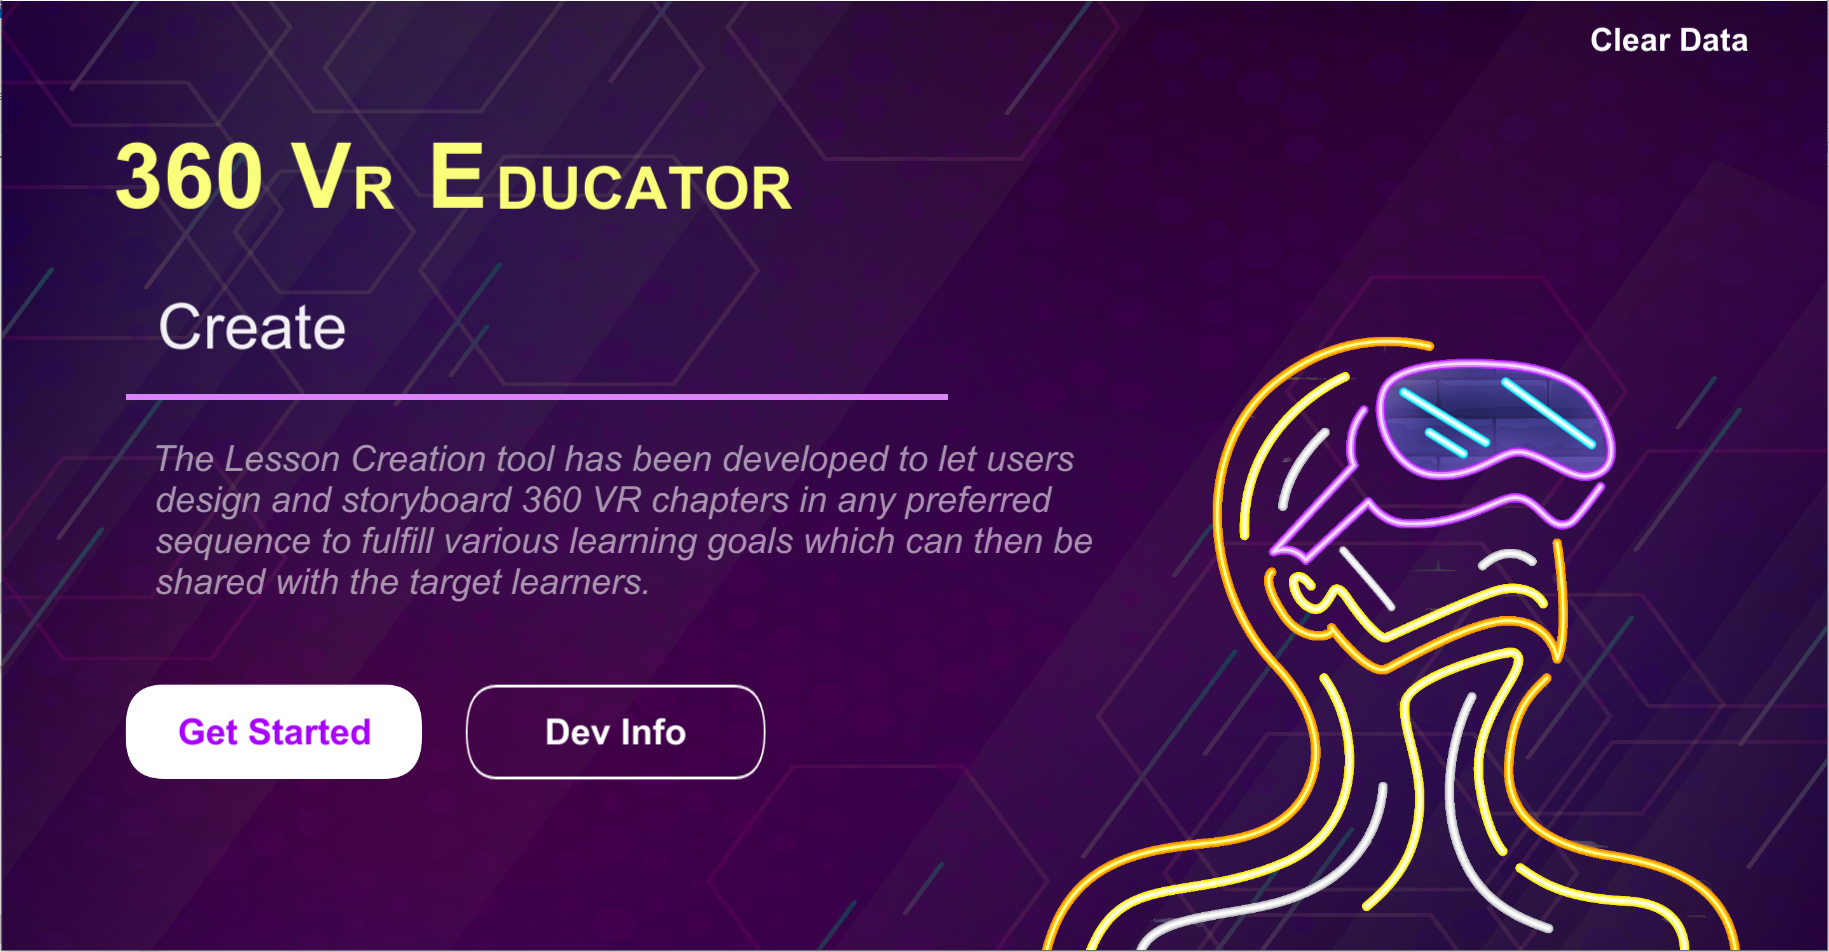 Clear Data
360 VR EDUCATOR
Create
The Lesson Creation tool has been developed to let users
design and storyboard 360 VR chapters in any preferred
sequence to fulfill various learning goals which can then be
shared with the target learners.
Get Started
Dev Info